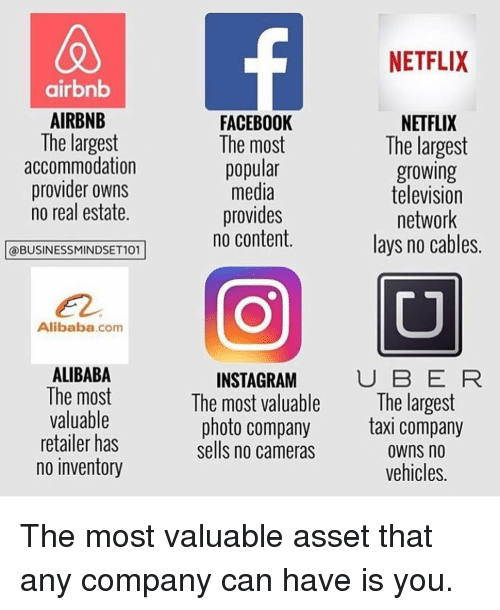 airbnb
AIRBNB
The largest
accommodation
provider owns
no real estate.
@BUSINESSMINDSET101
f
FACEBOOK
The most
popular
media
provides
no content.
NETFLIX
NETFLIX
The largest
growing
television
network
lays no cables.
Alibaba.com
ALIBABA
The most
valuable
retailer has
no inventory
INSTAGRAM
The most valuable
photo company
sells no cameras
U B E R
The largest
taxi company
owns no
vehicles.
The most valuable asset that
any company can have is you.